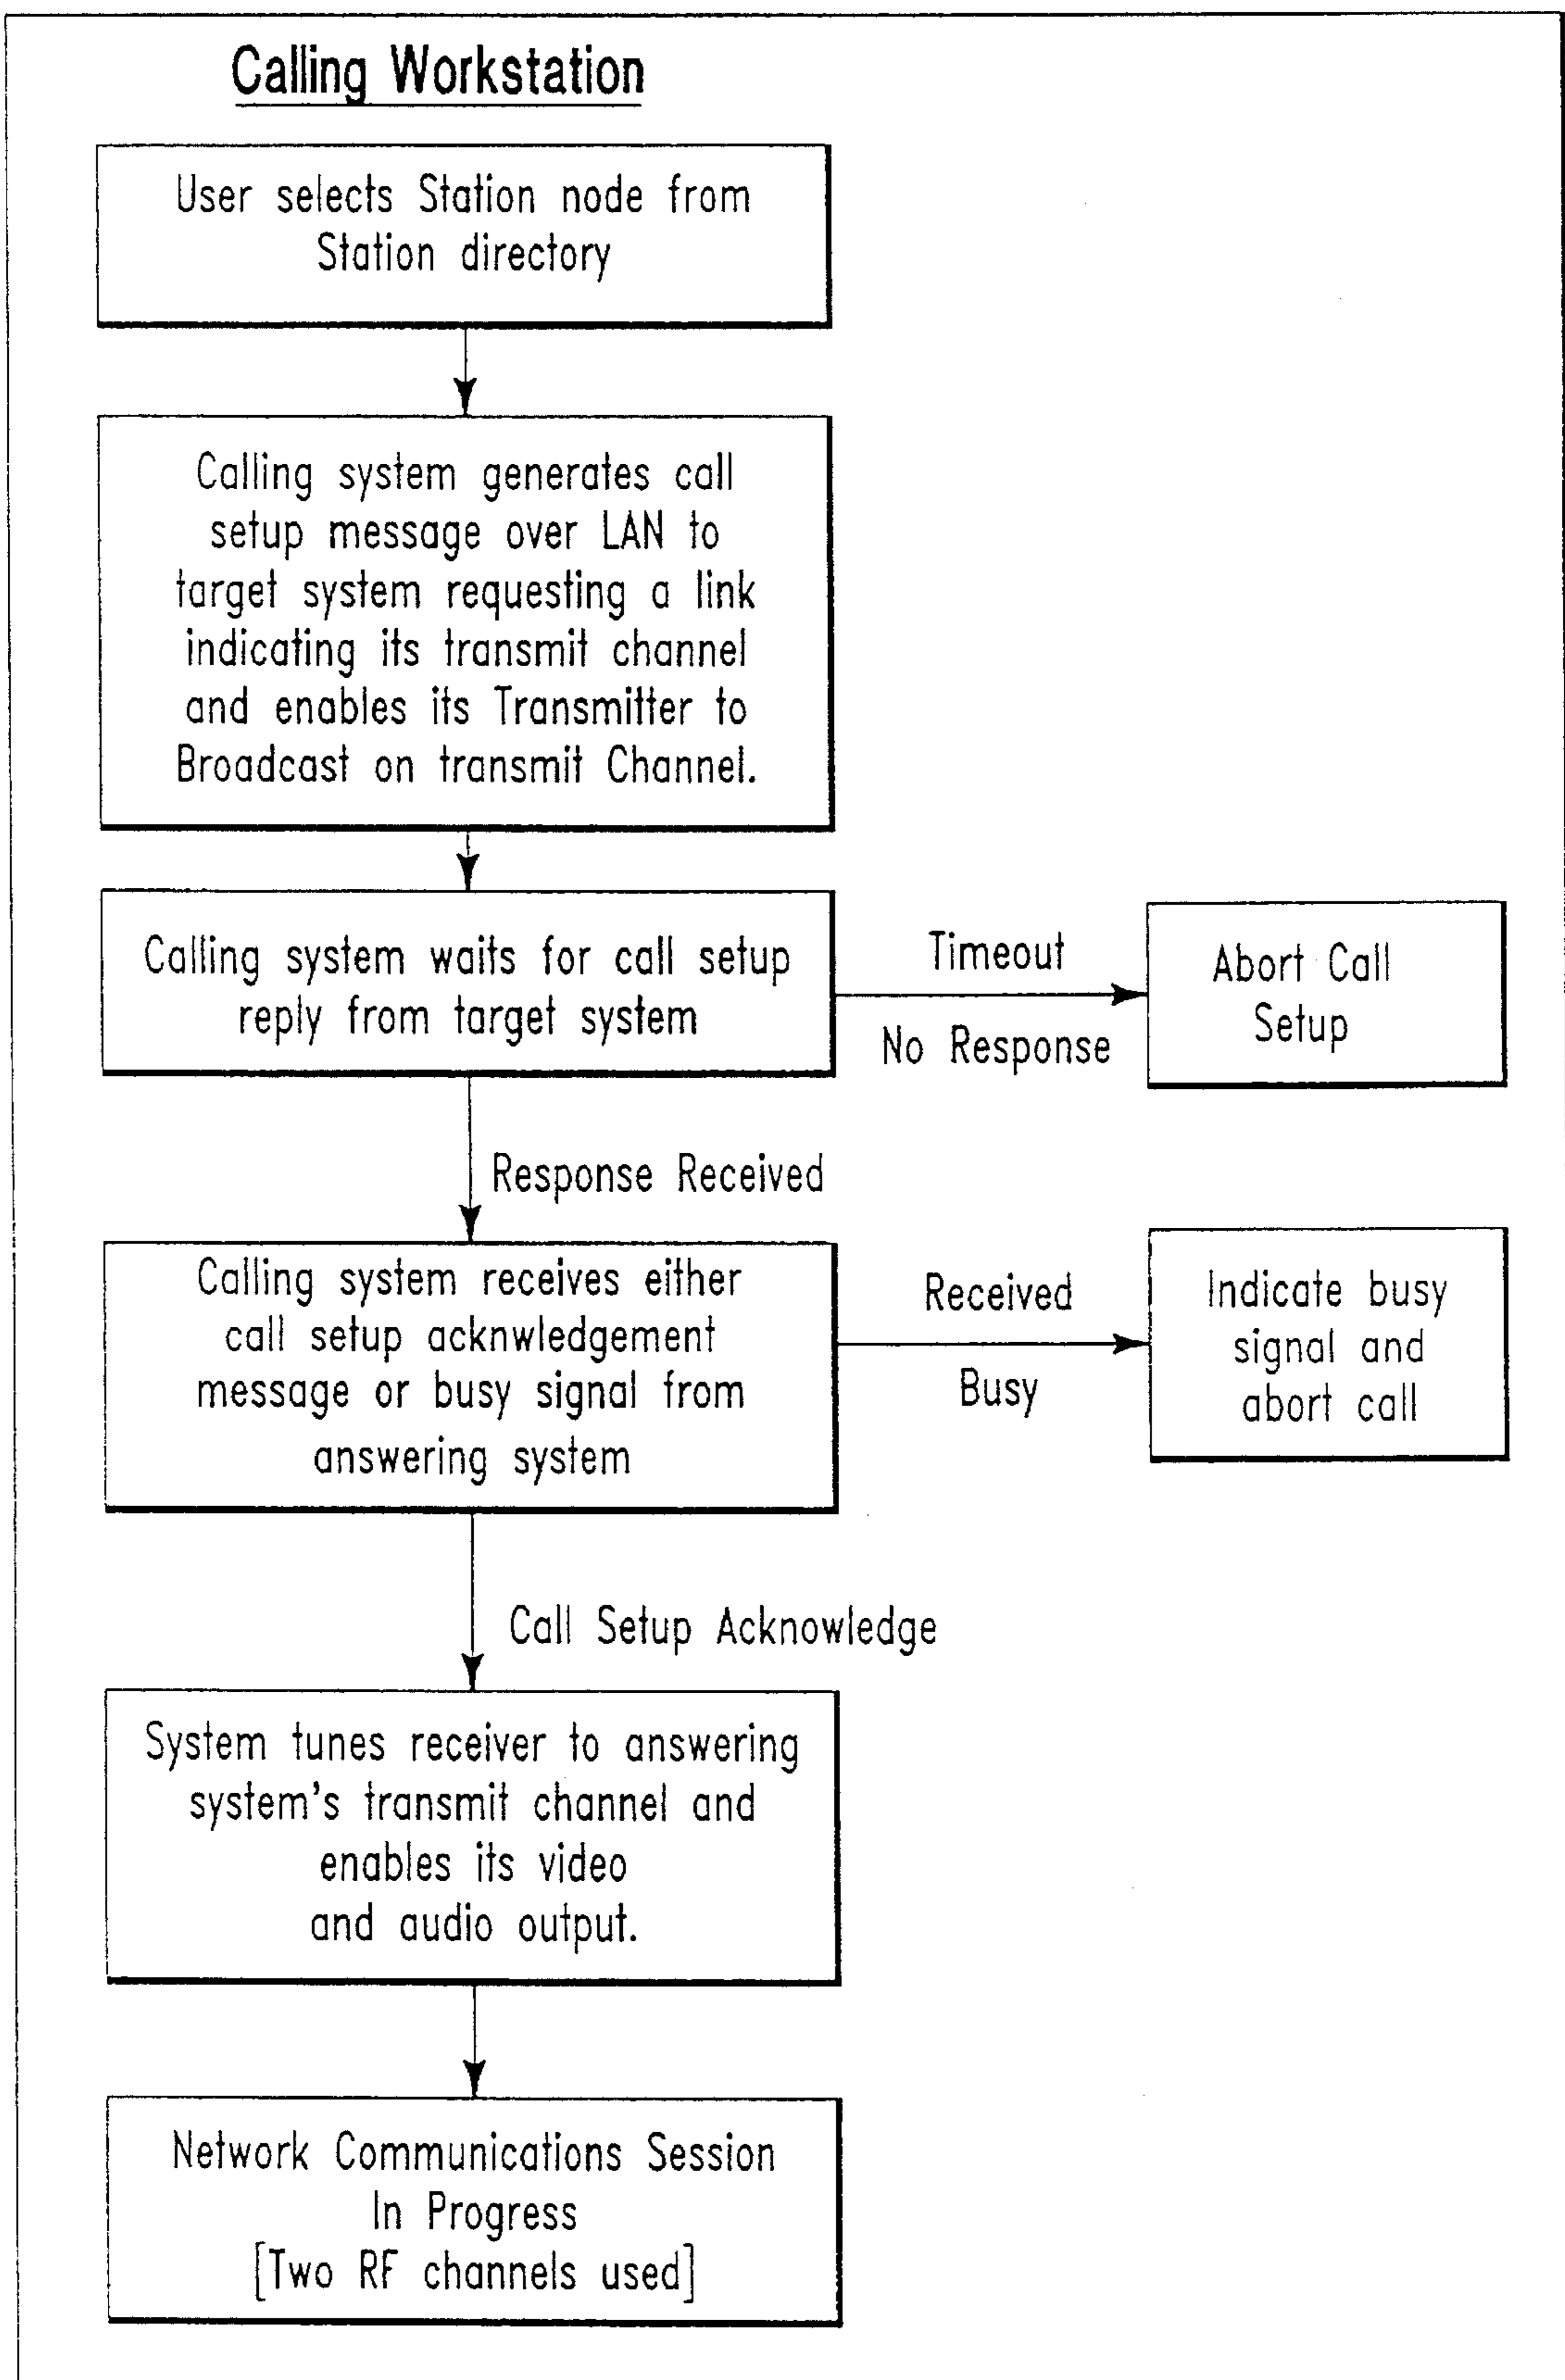 Calling Workstation
User selects Station node from
Station directory
Calling system generates call
setup message over LAN to
target system requesting a link
indicating its transmit channel
and enables its Transmitter to
Broadcast on transmit Channel.
Calling system waits for call setup
reply from target system
Timeout
No Response
Abort Call
Setup
Response Received
Calling system receives either
call setup acknwledgement
message or busy signal from
answering system
Received
Busy
Indicate busy
signal and
abort call
Call Setup Acknowledge
System tunes receiver to answering
system's transmit channel and
enables its video
and audio output.
Network Communications Session
In Progress
[Two RF channels used]